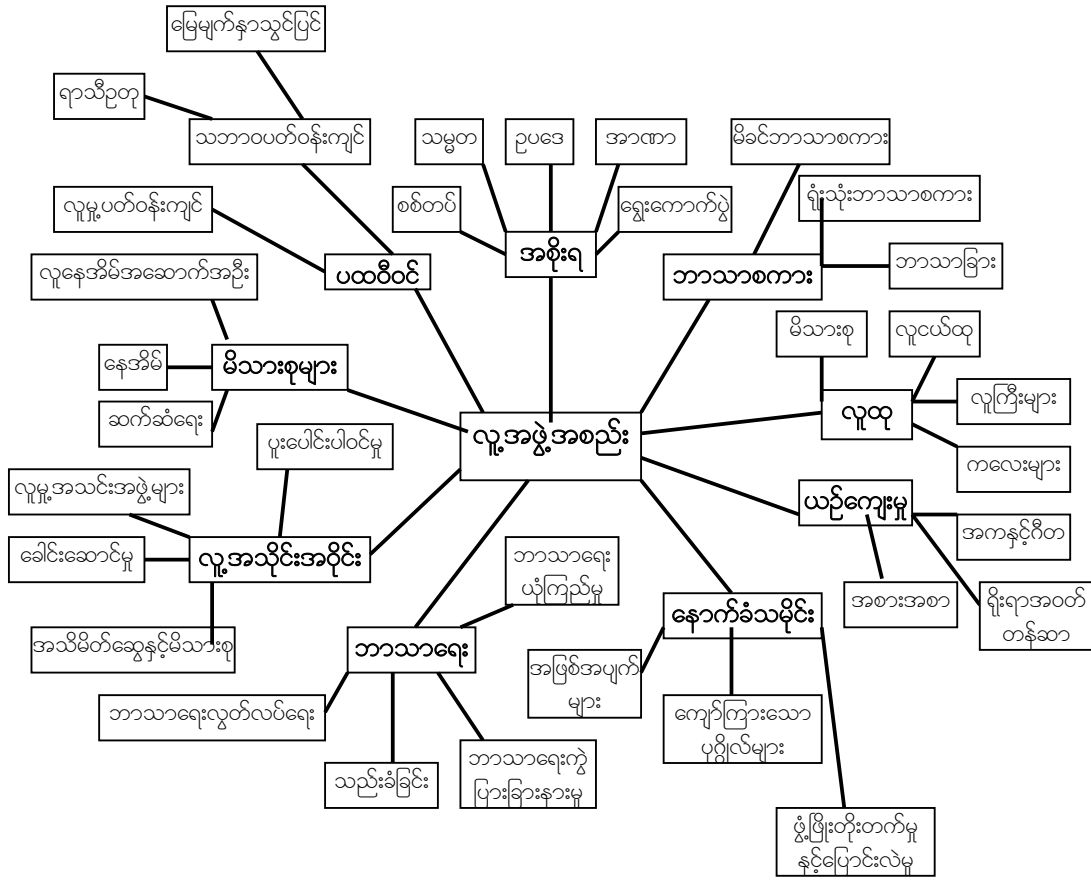 မြေမျက်နှာသွင်ပြင်
ရာသီဥတု
သဘာဝပတ်ဝန်းကျင်
သမ္မတ
ဥပဒေ
အာဏာ
မိခင်ဘာသာစကား
လူမှု့ပတ်ဝန်းကျင်
စစ်တပ်
ရွေးကောက်ပွဲ
ရုံးသုံးဘာသာစကား
အစိုးရ
လူနေအိမ်အဆောက်အဦး
ပထဝီဝင်
ဘာသာစကား
ဘာသာခြား
မိသားစု
လူငယ်ထု
နေအိမ်
မိသားစုများ
လူကြီးများ
ဆက်ဆံရေး
လူထု
လူ့အဖွဲ့အစည်း
ပူးပေါင်းပါဝင်မှု
ကလေးများ
လူမှု့အသင်းအဖွဲ့များ
ယဉ်ကျေးမှု
အကနှင့်ဂီတ
ခေါင်းဆောင်မှု
လူ့အသိုင်းအဝိုင်း
ဘာသာရေး
ယုံကြည်မှု
အစားအစာ
ရိုးရာအဝတ်
တန်ဆာ
နောက်ခံသမိုင်း
အသိမိတ်ဆွေနှင့်မိသားစု
ဘာသာရေး
အဖြစ်အပျက်
များ
ဘာသာရေးလွတ်လပ်ရေး
ကျော်ကြားသော
ပုဂ္ဂိုလ်များ
သည်းခံခြင်း
ဘာသာရေးကွဲ
ပြားခြားနားမှု
ဖွံ့ဖြိုးတိုးတက်မှု
နှင့်ပြောင်းလဲမှု